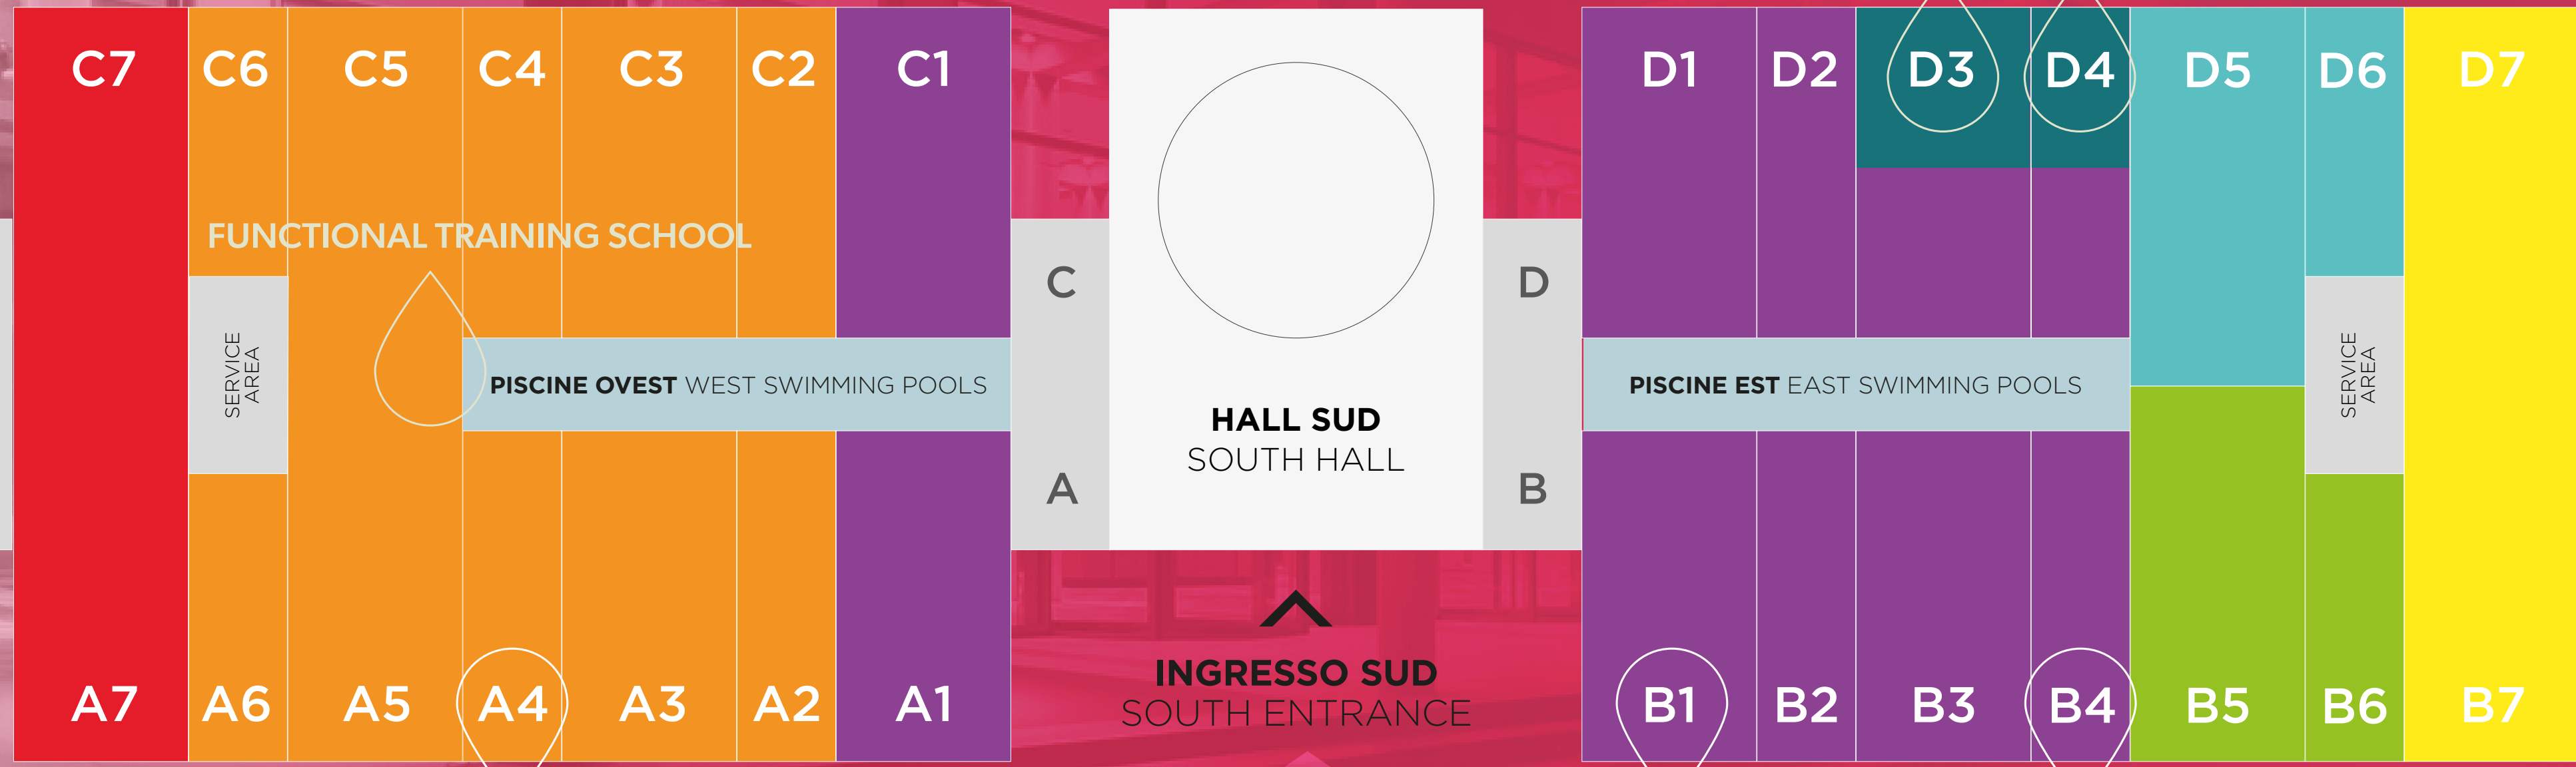 C7 C6 C5 C4 C3 C2 C1
D1 D2 D3 D4 D5 D6 D7
FUNCTIONAL TRAINING SCHOOL
C
D
SERVICE
AREA
PISCINE OVEST WEST SWIMMING POOLS
PISCINE EST EAST SWIMMING POOLS
SERVICE
AREA
HALL SUD
SOUTH HALL
A
B
INGRESSO SUD
SOUTH ENTRANCE
A7 A6 A5 A4 A3 A2 A1
B1 B2 B3 B4 B5 B6 B7